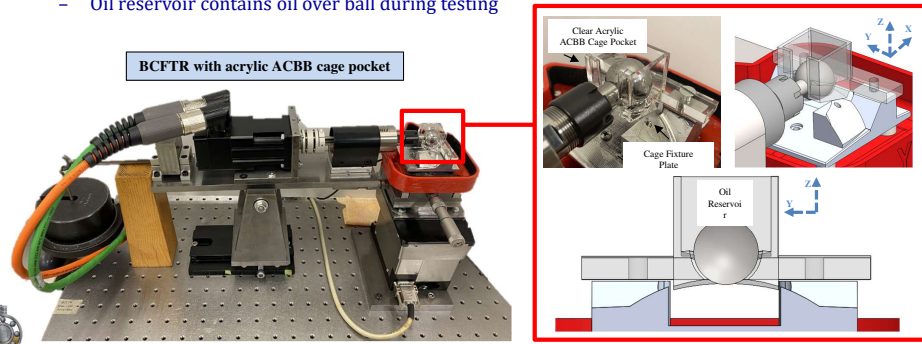 – Oil reservoir contains oil over ball during testing
BCFTR with acrylic ACBB cage pocket
Clear Acrylic
ACBB Cage Pocket
Cage Fixture
Plate
Z
Y
X
Oil
Reservoi
r
Z
Y